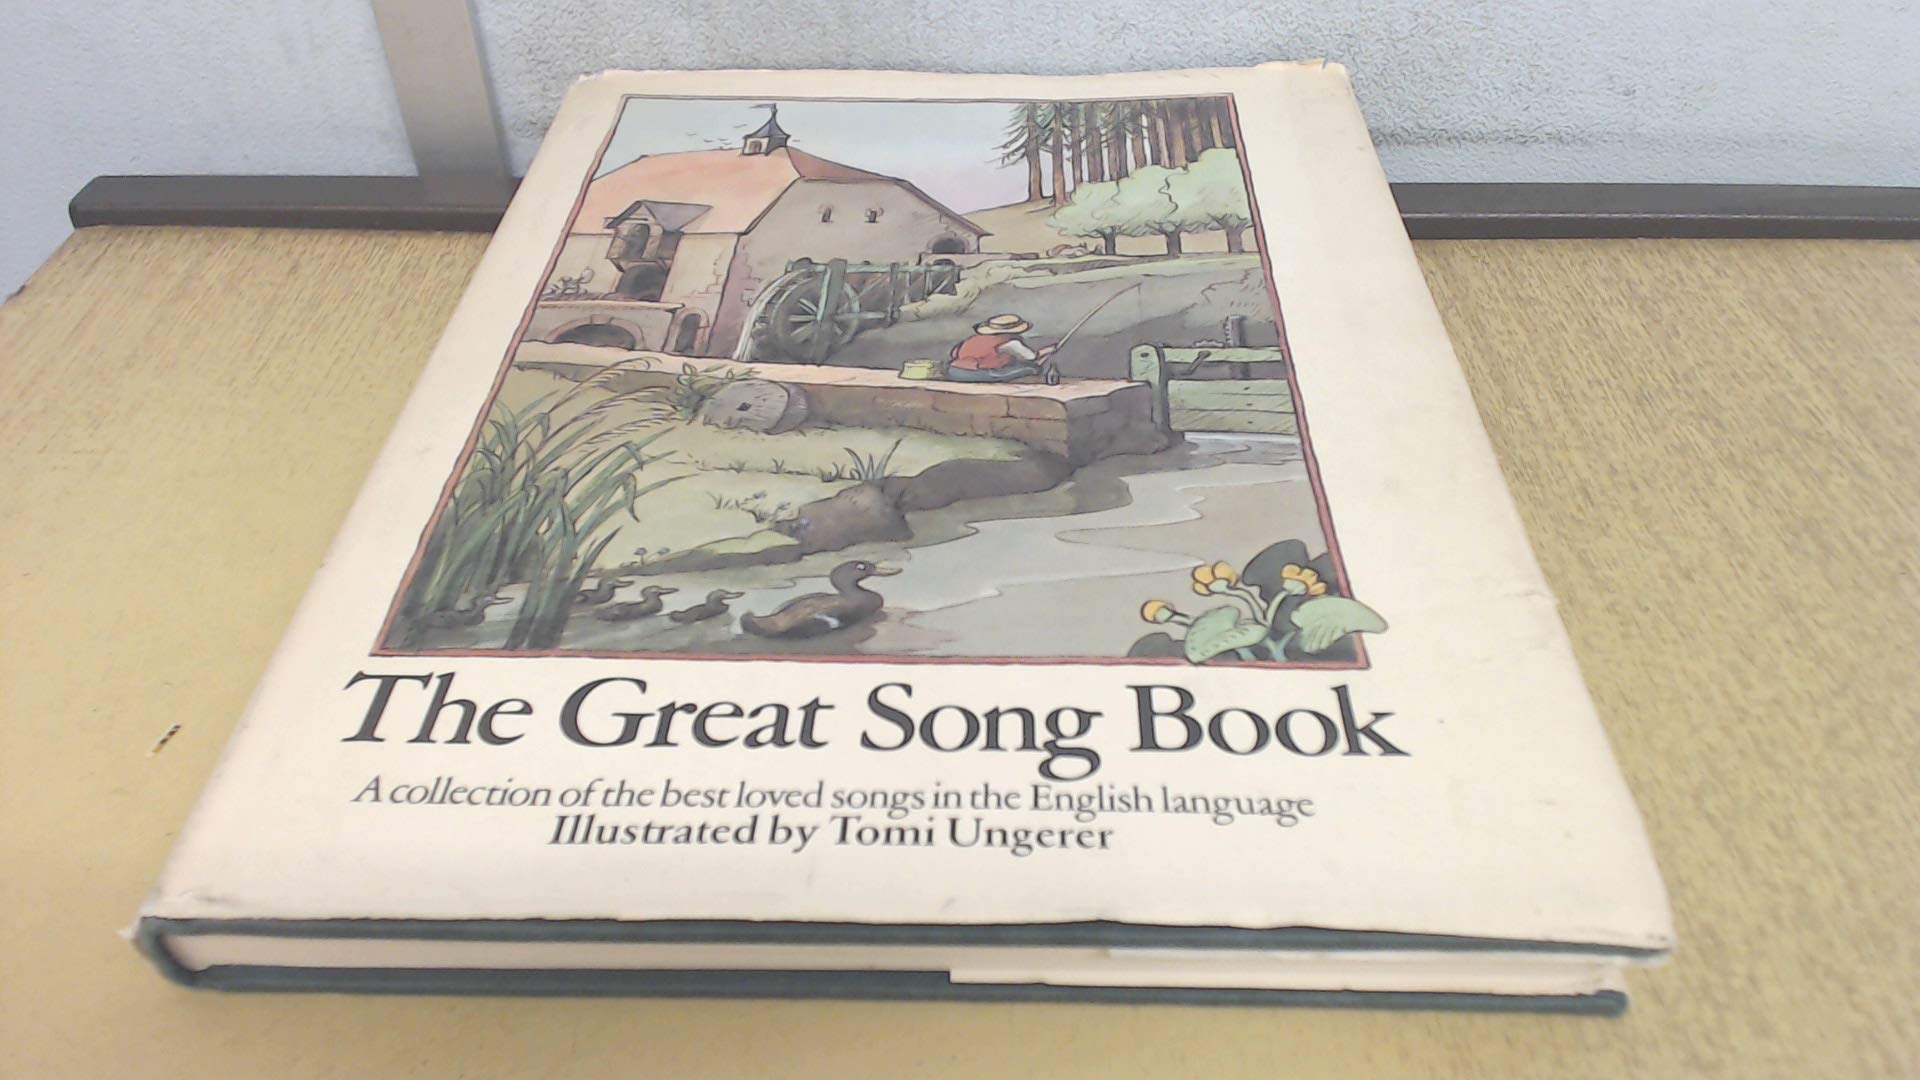 The Great Song Book
A collection of the best loved songs in the English language
Illustrated by Tomi Ungerer